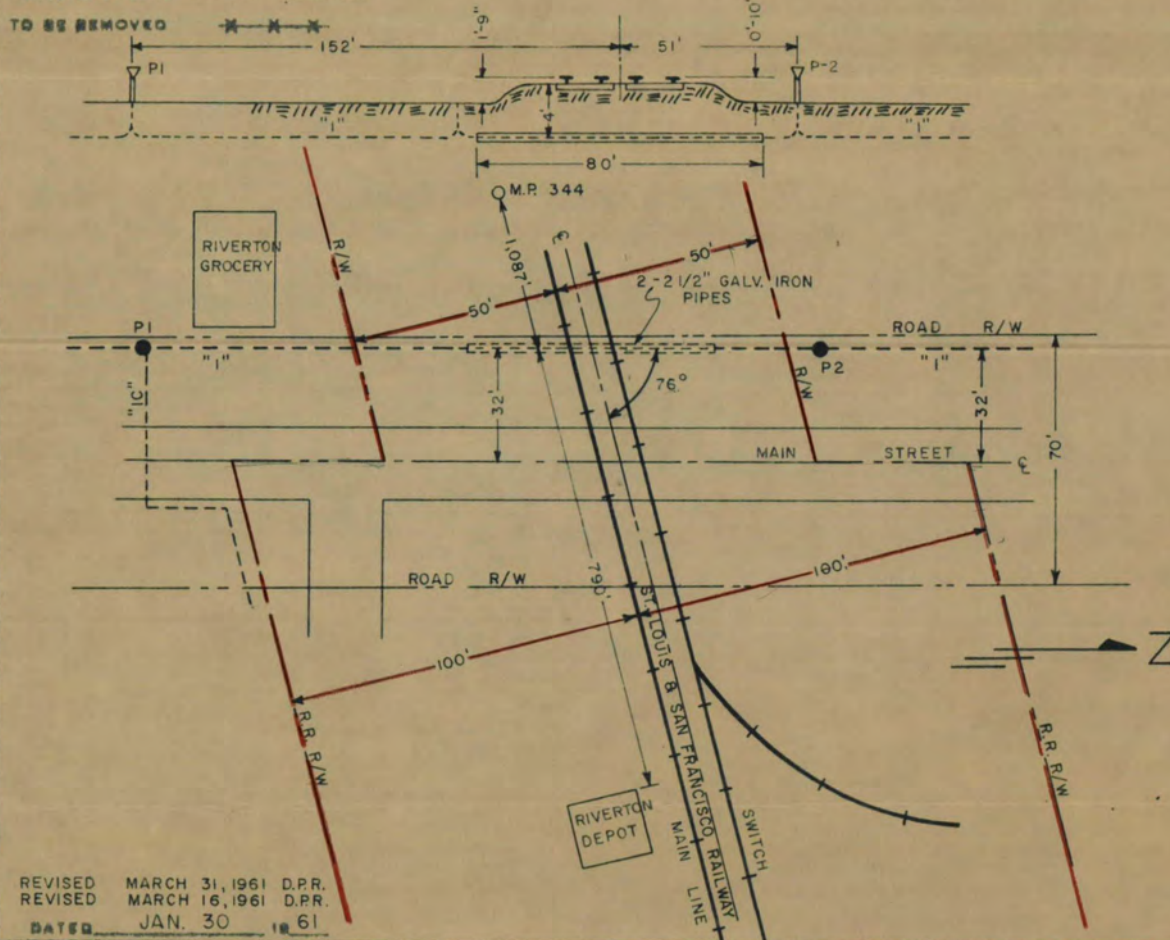 TO BE REMOVED
152'
1'-9"
51'
0'-10"
P1
P-2
"I"
4'
"I"
80'
M.P. 344
RIVERTON
GROCERY
R/W
1,087'
℄
50'
50'
2-2 1/2" GALV. IRON
PIPES
P1
"I"
ROAD R/W
"I"
P2
R/W
"IC"
32'
76°
32'
70'
MAIN STREET
℄
ROAD R/W
790'
100'
100'
ST. LOUIS & SAN FRANCISCO RAILWAY
R.R. R/W
Z
R.R. R/W
RIVERTON
DEPOT
MAIN LINE
SWITCH
REVISED MARCH 31, 1961 D.P.R.
REVISED MARCH 16, 1961 D.P.R.
DATED JAN. 30 19 61